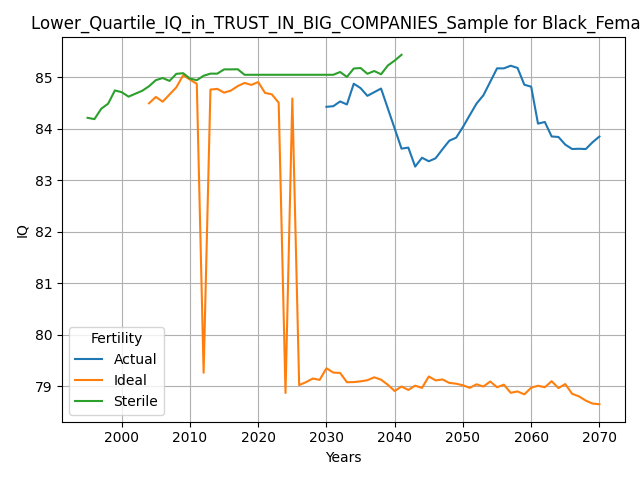 Lower_Quartile_IQ_in_TRUST_IN_BIG_COMPANIES_Sample for Black_Fema
85
84
83
82
81
80
79
IQ
Fertility
Actual
Ideal
Sterile
2000 2010 2020 2030 2040 2050 2060 2070
Years